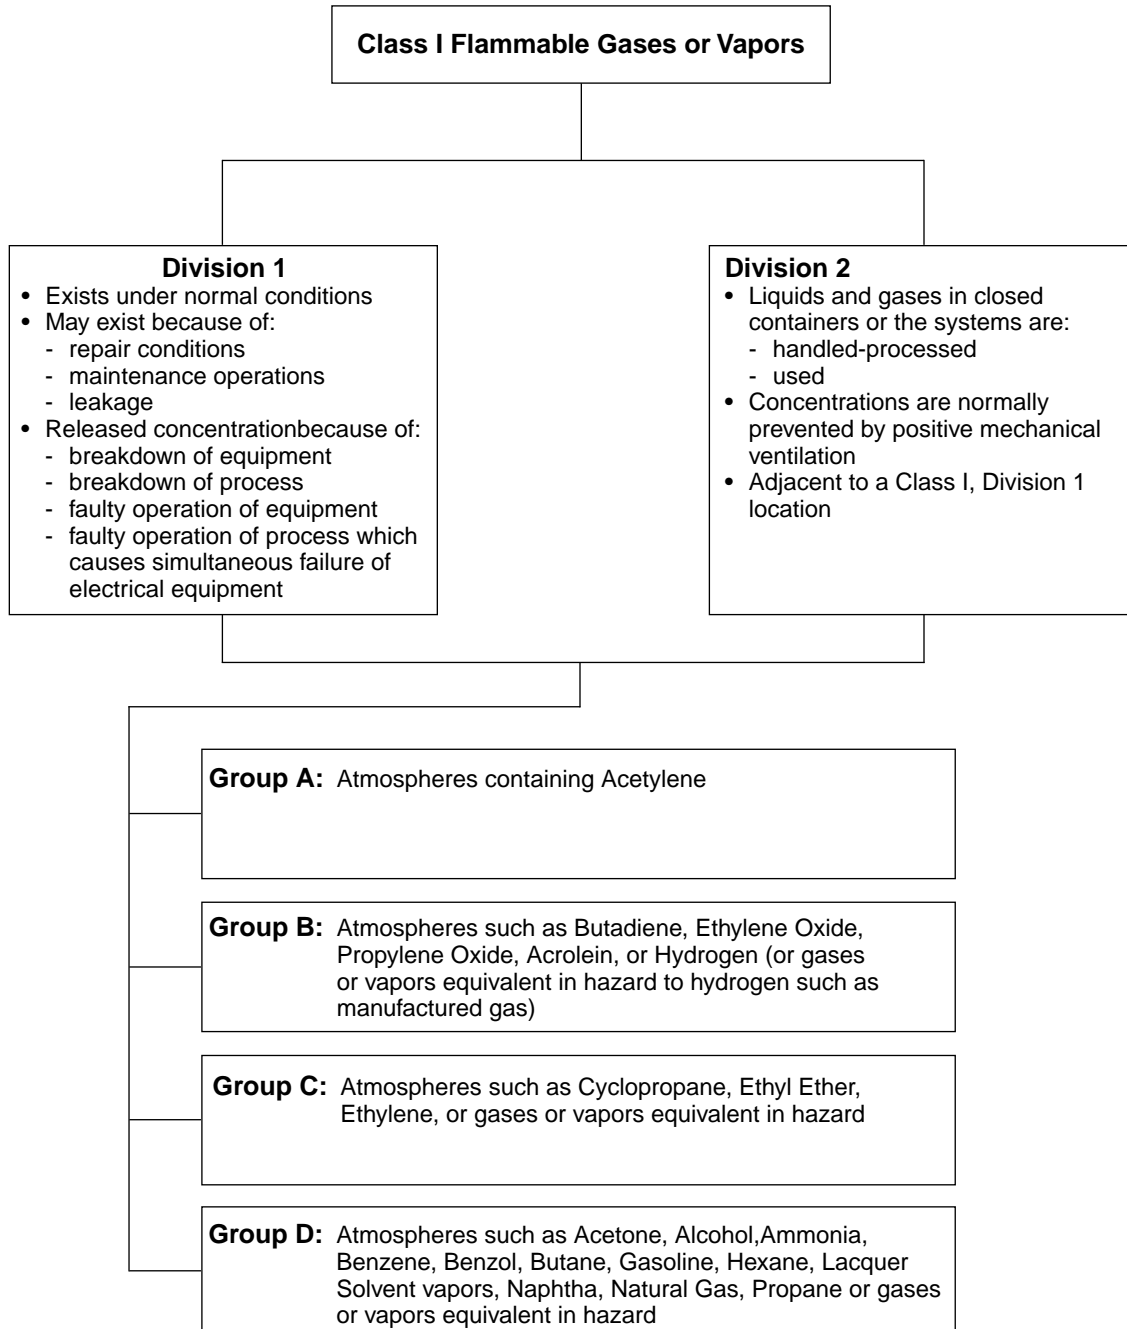 Class I Flammable Gases or Vapors
Division 1
• Exists under normal conditions
• May exist because of:
- repair conditions
- maintenance operations
- leakage
• Released concentrationbecause of:
- breakdown of equipment
- breakdown of process
- faulty operation of equipment
- faulty operation of process which
causes simultaneous failure of
electrical equipment
Division 2
• Liquids and gases in closed
containers or the systems are:
- handled-processed
- used
• Concentrations are normally
prevented by positive mechanical
ventilation
• Adjacent to a Class I, Division 1
location
Group A: Atmospheres containing Acetylene
Group B: Atmospheres such as Butadiene, Ethylene Oxide,
Propylene Oxide, Acrolein, or Hydrogen (or gases
or vapors equivalent in hazard to hydrogen such as
manufactured gas)
Group C: Atmospheres such as Cyclopropane, Ethyl Ether,
Ethylene, or gases or vapors equivalent in hazard
Group D: Atmospheres such as Acetone, Alcohol,Ammonia,
Benzene, Benzol, Butane, Gasoline, Hexane, Lacquer
Solvent vapors, Naphtha, Natural Gas, Propane or gases
or vapors equivalent in hazard